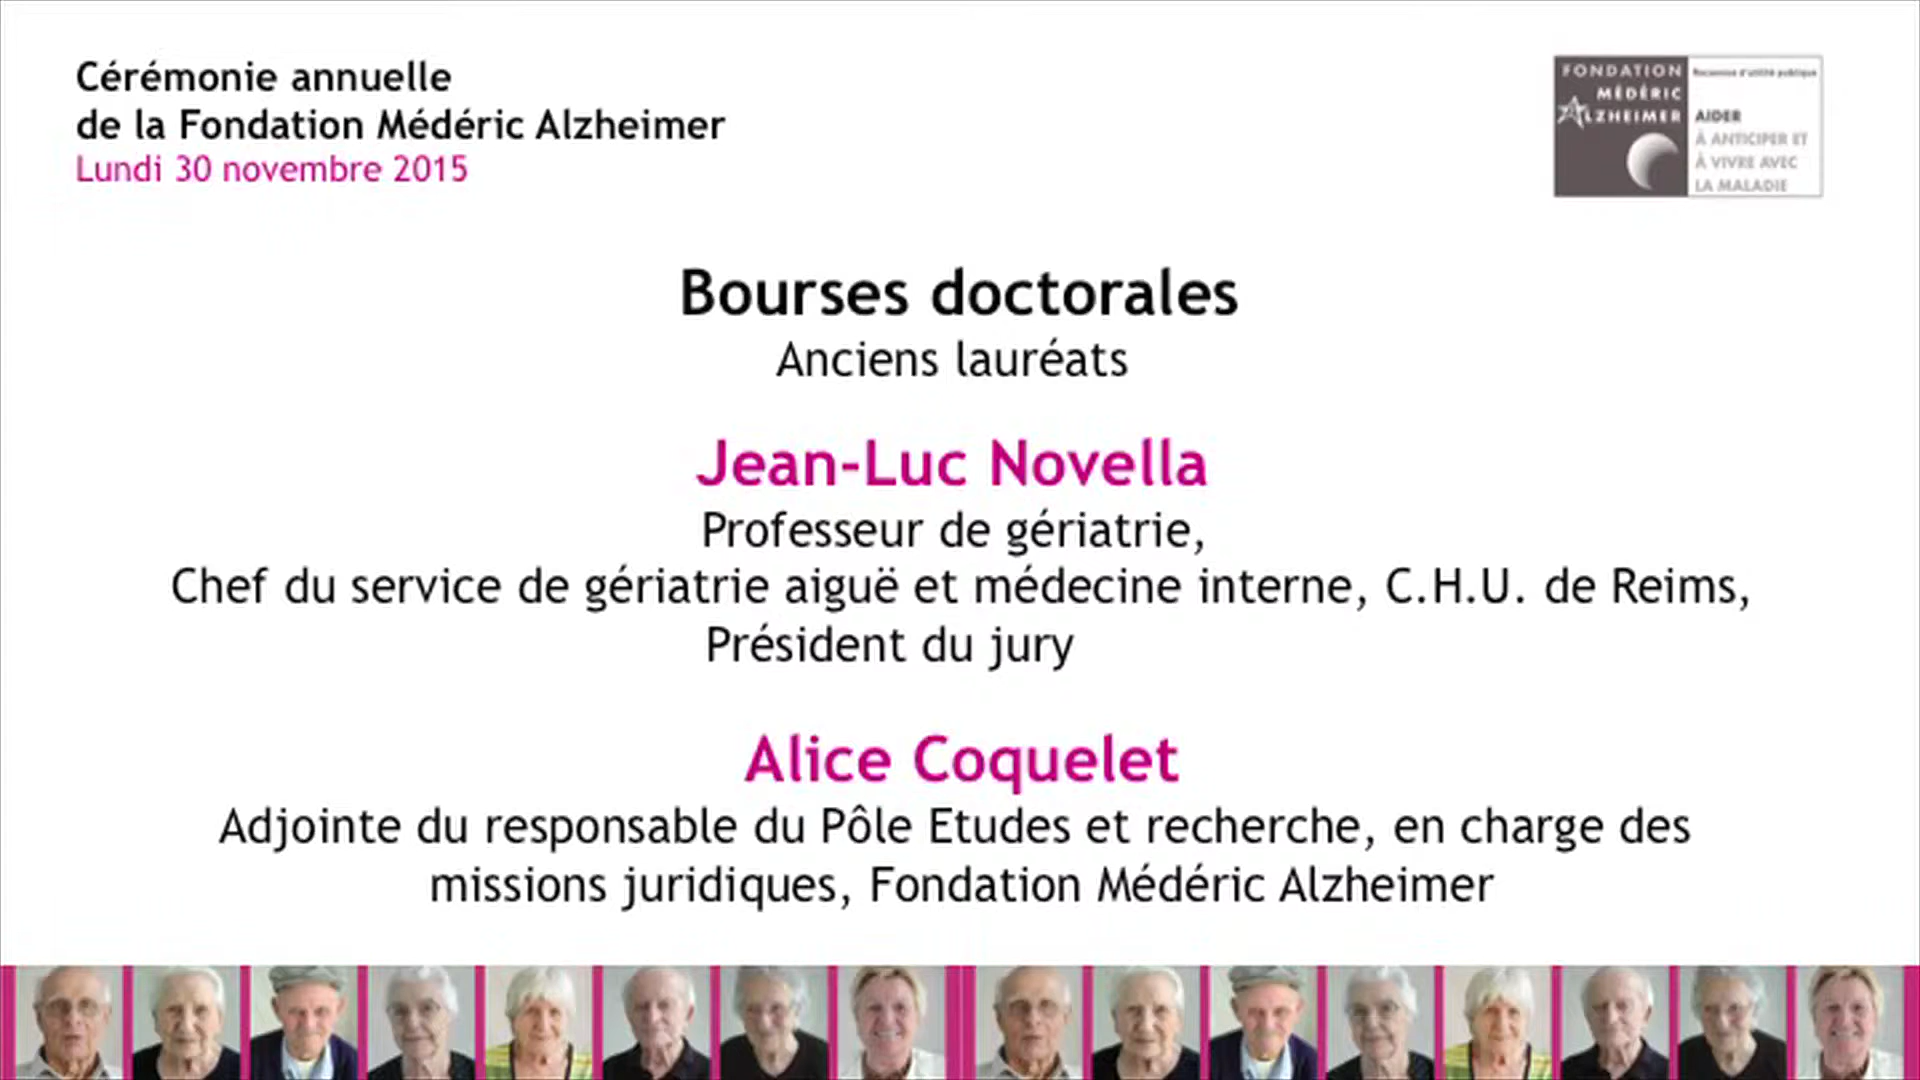 Cérémonie annuelle
de la Fondation Médéric Alzheimer
Lundi 30 novembre 2015
FONDATION
MÉDÉRIC
ALZHEIMER
Reconnue d'utilité publique
AIDER
À ANTICIPER ET
À VIVRE AVEC
LA MALADIE
Bourses doctorales
Anciens lauréats
Jean-Luc Novella
Professeur de gériatrie,
Chef du service de gériatrie aiguë et médecine interne, C.H.U. de Reims,
Président du jury
Alice Coquelet
Adjointe du responsable du Pôle Etudes et recherche, en charge des
missions juridiques, Fondation Médéric Alzheimer